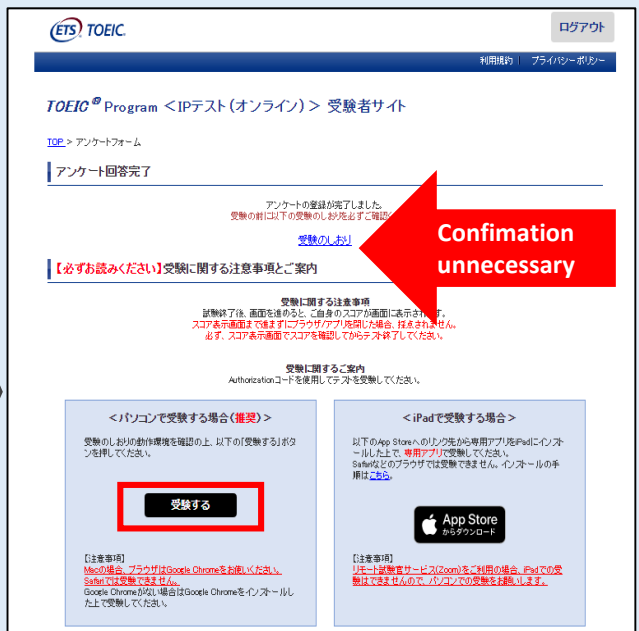 ETS TOEIC.
ログアウト
利用規約 | プライバシーポリシー
TOEIC® Program ＜IPテスト(オンライン)＞ 受験者サイト
TOP > アンケートフォーム
アンケート回答完了
アンケートの登録が完了しました。
受験の前に以下の受験のしおりを必ずご確認く
受験のしおり
Confimation
unnecessary
【必ずお読みください】受験に関する注意事項とご案内
受験に関する注意事項
試験終了後、画面を進めると、ご自身のスコアが画面に表示されます。
スコア表示画面まで進まずにブラウザ/アプリを閉じた場合、採点されません。
必ず、スコア表示画面でスコアを確認してからテスト終了してください。
受験に関するご案内
Authorizationコードを使用してテストを受験してください。
＜パソコンで受験する場合(推奨)＞
受験のしおりの動作環境を確認の上、以下の「受験する」ボタ
ンを押してください。
受験する
【注意事項】
Macの場合、ブラウザはGoogle Chromeをお使いください。
Safariでは受験できません。
Google Chromeがない場合はGoogle Chromeをインストールし
た上で受験してください。
＜iPadで受験する場合＞
以下のApp Storeへのリンク先から専用アプリをiPadにインスト
ールした上で、専用アプリで受験してください。
Safariなどのブラウザでは受験できません。インストールの手
順はこちら。
App Store
からダウンロード
【注意事項】
リモート試験官サービス(Zoom)をご利用の場合、iPadでの受
験はできませんので、パソコンでの受験をお願いします。